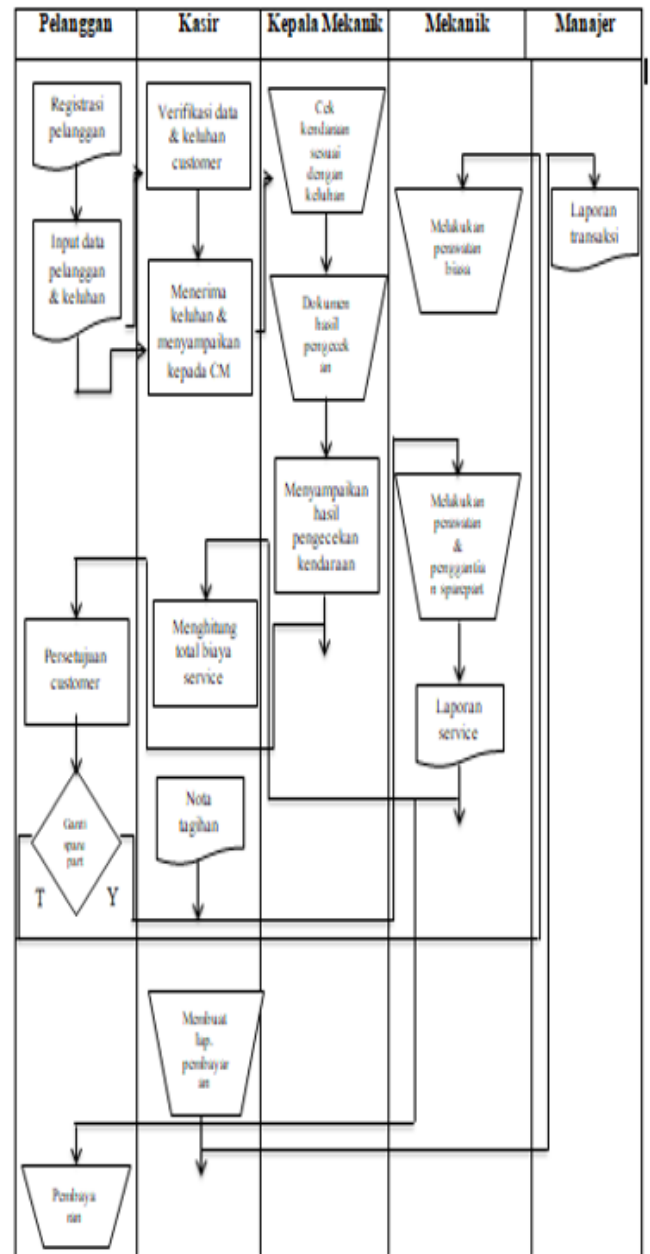 Pelanggan Kasir Kepala Mekanik Mekanik Manajer
Registrasi
pelanggan
Input data
pelanggan
& keluhan
Verifikasi data
& keluhan
customer
Menerima
keluhan &
menyampaikan
kepada CM
Cek
kendaraan
sesuai
dengan
keluhan
Dokumen
hasil
pengecek
an
Menyampaikan
hasil
pengecekan
kendaraan
Melakukan
perawatan
biasa
Laporan
transaksi
Melakukan
perawatan
&
penggantia
n sparepart
Laporan
service
Persetujuan
customer
Menghitung
total biaya
service
Ganti
spare
part
T Y
Nota
tagihan
Membuat
lap.
pembayar
an
Pembaya
ran